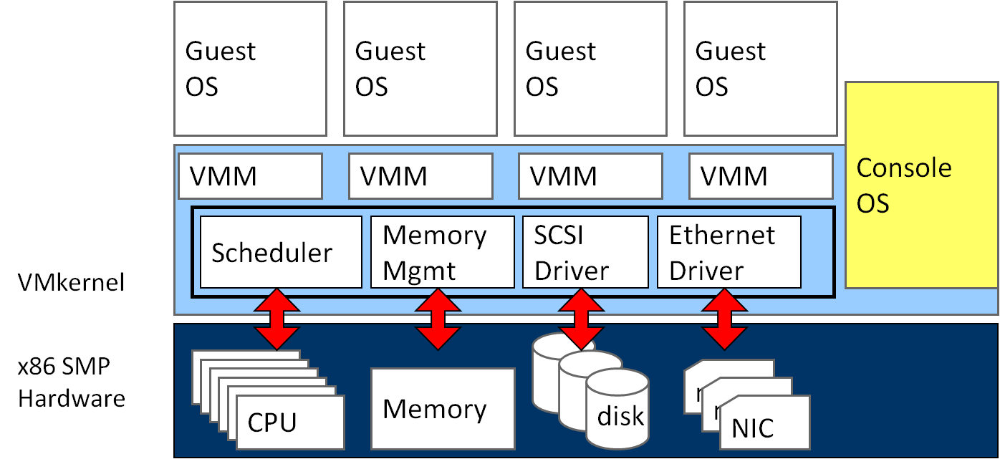 Guest
OS
Guest
OS
Guest
OS
Guest
OS
Console
OS
VMM
VMM
VMM
VMM
Scheduler
Memory
Mgmt
SCSI
Driver
Ethernet
Driver
VMkernel
x86 SMP
Hardware
CPU
Memory
disk
NIC